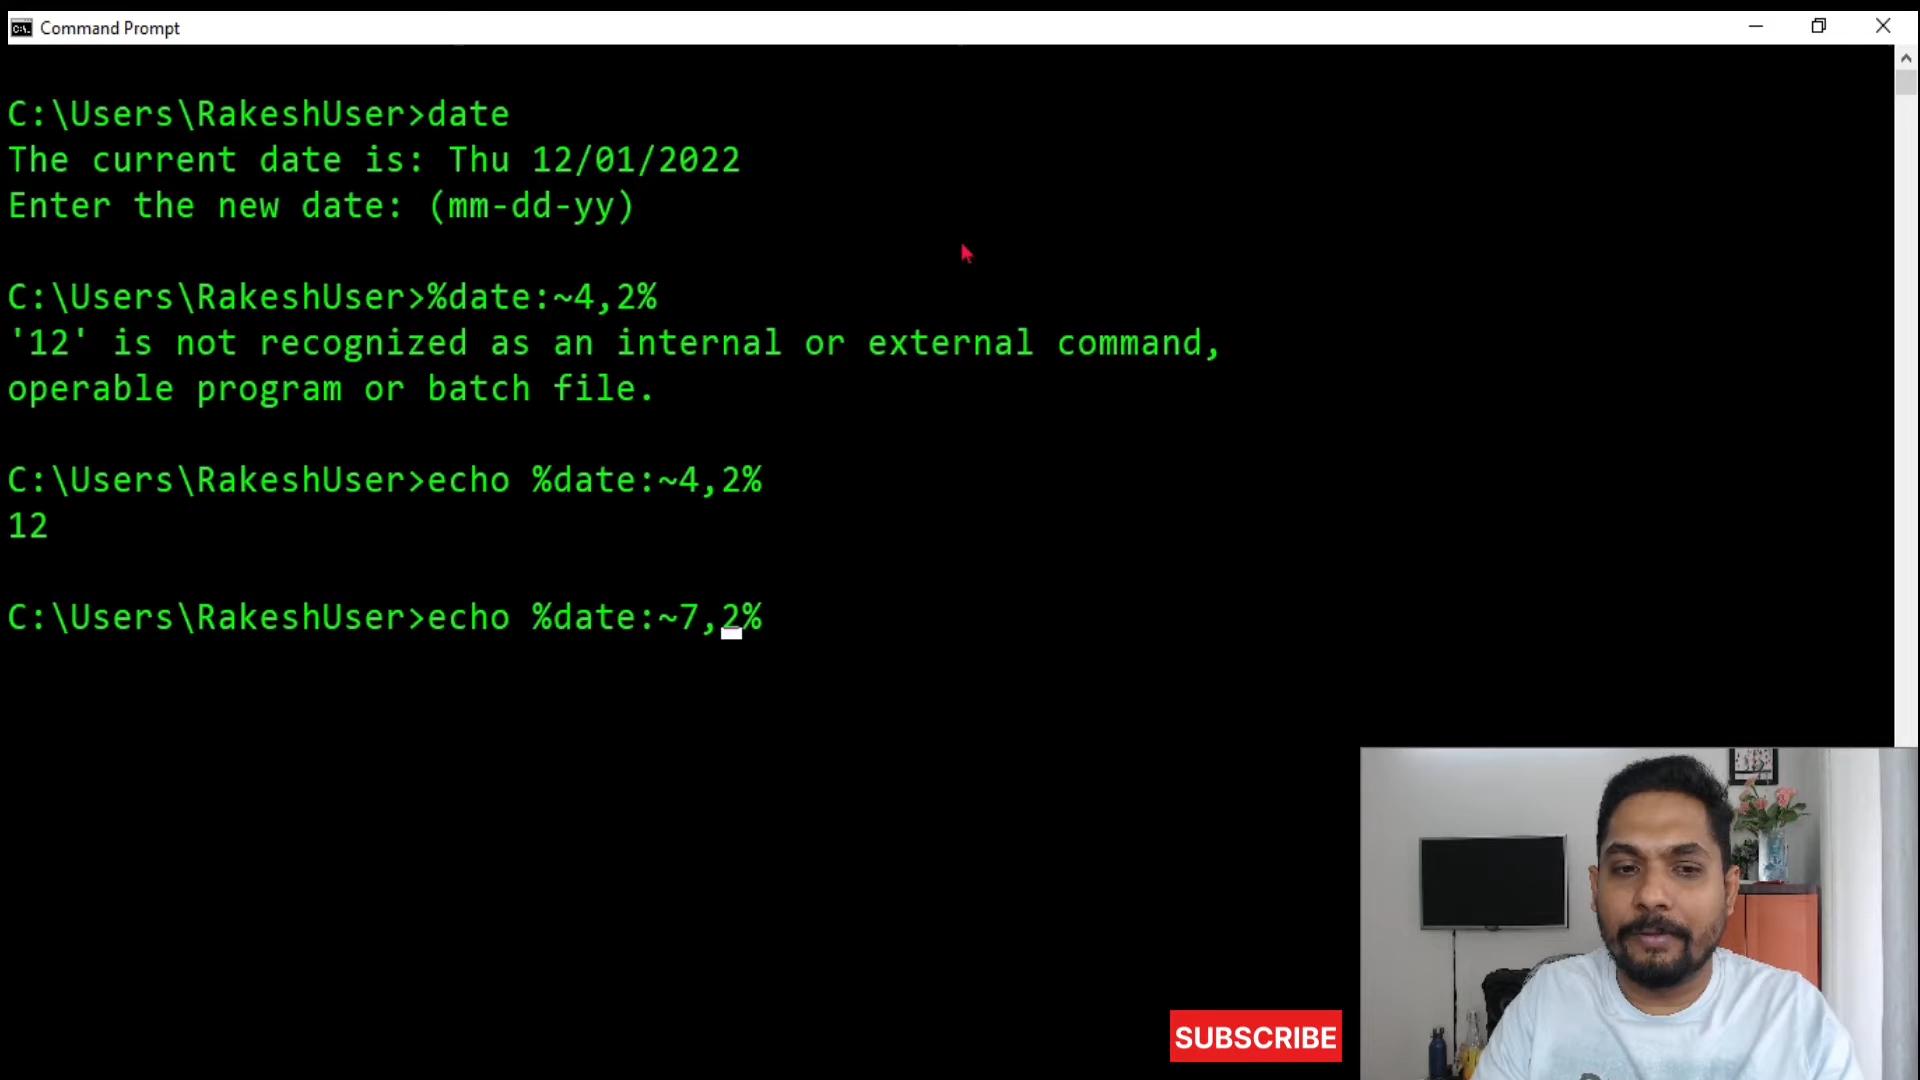 Command Prompt
C:\Users\RakeshUser>date
The current date is: Thu 12/01/2022
Enter the new date: (mm-dd-yy)
C:\Users\RakeshUser>%date:~4,2%
'12' is not recognized as an internal or external command,
operable program or batch file.
C:\Users\RakeshUser>echo %date:~4,2%
12
C:\Users\RakeshUser>echo %date:~7,2%
SUBSCRIBE